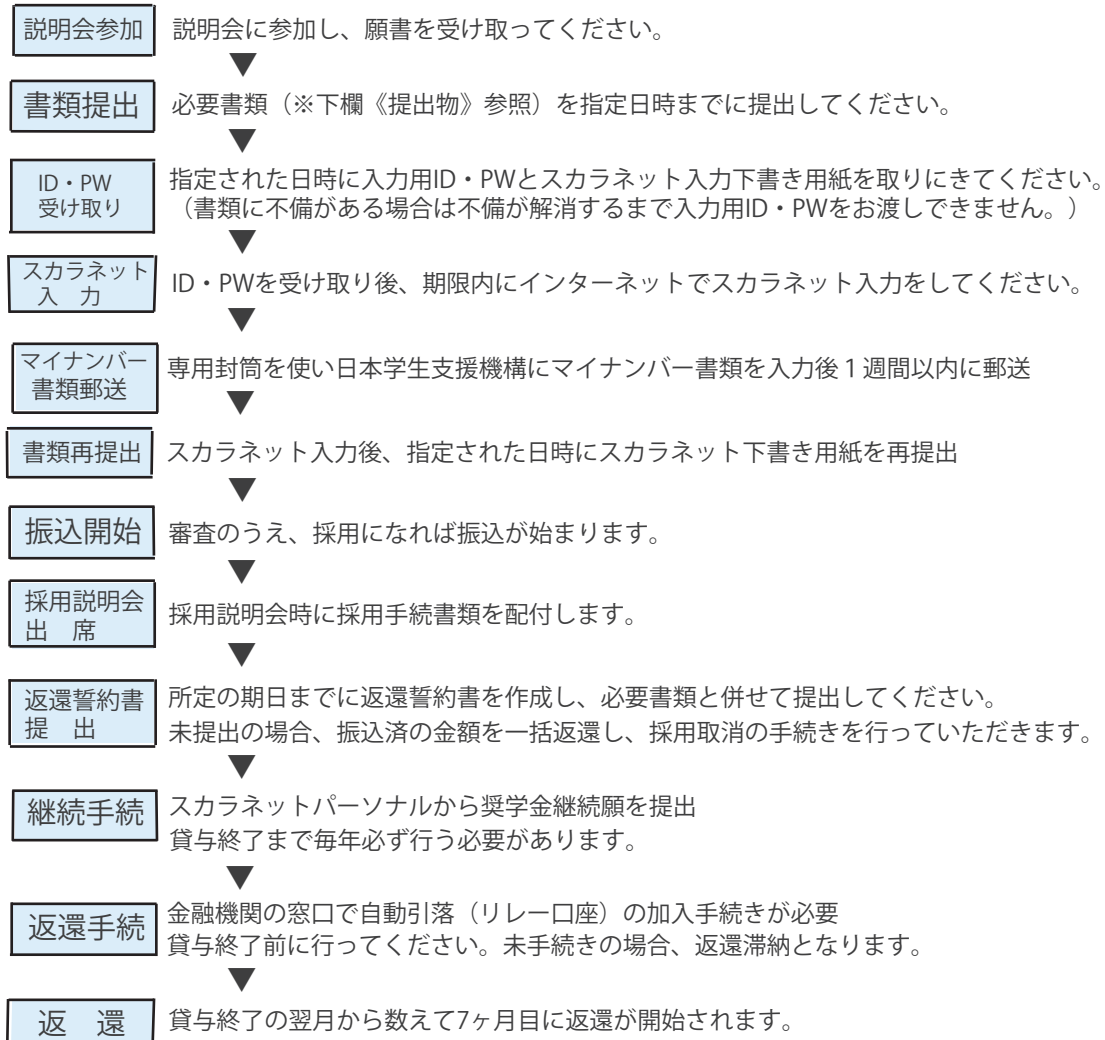 説明会参加 説明会に参加し、願書を受け取ってください。
▼
書類提出 必要書類（※下欄《提出物》参照）を指定日時までに提出してください。
▼
ID・PW
受け取り
指定された日時に入力用ID・PWとスカラネット入力下書き用紙を取りにきてください。
（書類に不備がある場合は不備が解消するまで入力用ID・PWをお渡しできません。）
▼
スカラネット
入　力
ID・PWを受け取り後、期限内にインターネットでスカラネット入力をしてください。
▼
マイナンバー
書類郵送
専用封筒を使い日本学生支援機構にマイナンバー書類を入力後１週間以内に郵送
▼
書類再提出 スカラネット入力後、指定された日時にスカラネット下書き用紙を再提出
▼
振込開始 審査のうえ、採用になれば振込が始まります。
▼
採用説明会
出　席
採用説明会時に採用手続書類を配付します。
▼
返還誓約書
提　出
所定の期日までに返還誓約書を作成し、必要書類と併せて提出してください。
未提出の場合、振込済の金額を一括返還し、採用取消の手続きを行っていただきます。
▼
継続手続
スカラネットパーソナルから奨学金継続願を提出
貸与終了まで毎年必ず行う必要があります。
▼
返還手続
金融機関の窓口で自動引落（リレー口座）の加入手続きが必要
貸与終了前に行ってください。未手続きの場合、返還滞納となります。
▼
返　還 貸与終了の翌月から数えて7ヶ月目に返還が開始されます。